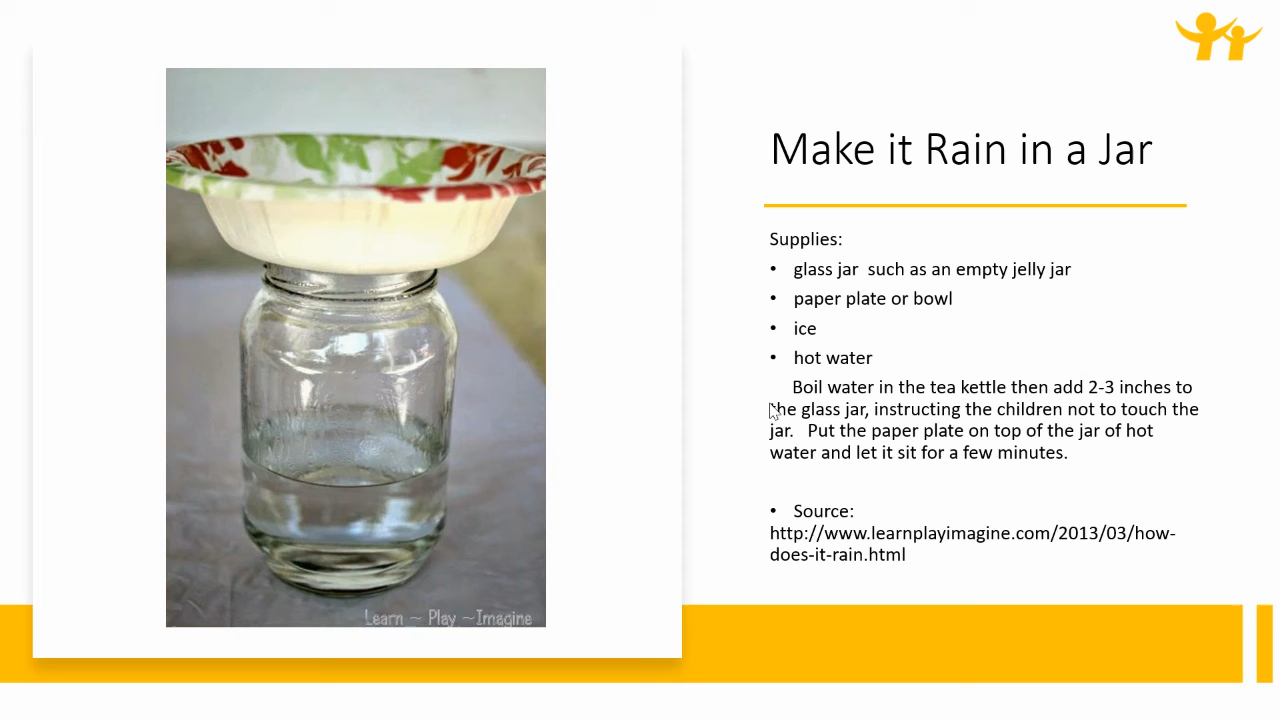 Make it Rain in a Jar
Supplies:
• glass jar  such as an empty jelly jar
• paper plate or bowl
• ice
• hot water
Boil water in the tea kettle then add 2-3 inches to
the glass jar, instructing the children not to touch the
jar.   Put the paper plate on top of the jar of hot
water and let it sit for a few minutes.
• Source:
http://www.learnplayimagine.com/2013/03/how-
does-it-rain.html
Learn ~ Play ~Imagine